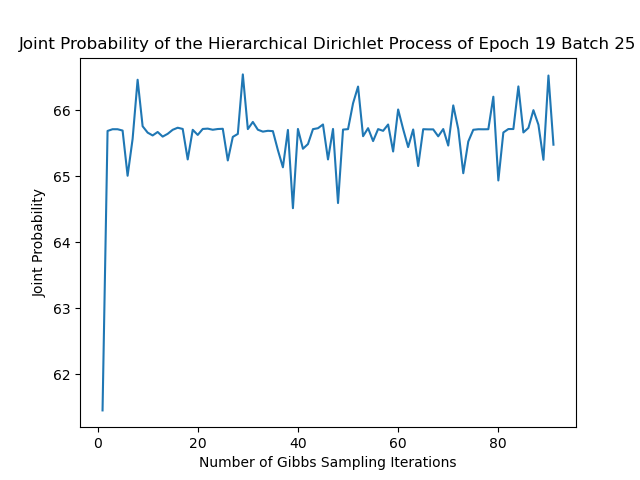 Joint Probability of the Hierarchical Dirichlet Process of Epoch 19 Batch 25
66
65
64
63
62
Joint Probability
0 20 40 60 80
Number of Gibbs Sampling Iterations